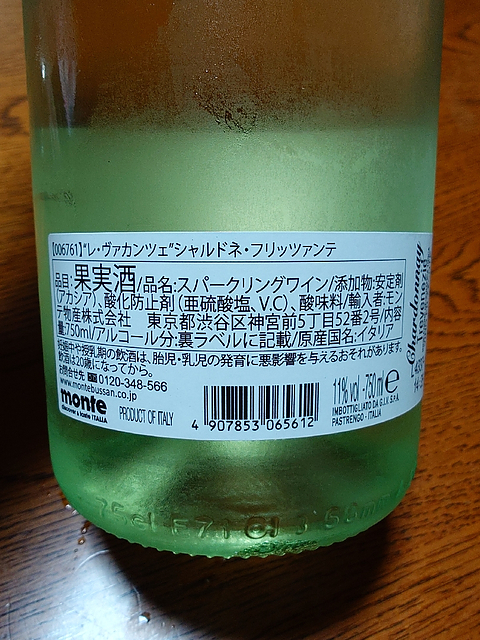 【006761】“レ・ヴァカンツェ”シャルドネ・フリッツァンテ
品目:果実酒/品名:スパークリングワイン/添加物:安定剤
(アカシア)、酸化防止剤(亜硫酸塩、V.C)、酸味料/輸入者:モン
テ物産株式会社 東京都渋谷区神宮前5丁目52番2号/内容
量750ml/アルコール分:裏ラベルに記載/原産国名:イタリア
妊娠中や授乳期の飲酒は、胎児・乳児の発育に悪影響を与えるおそれがあります。
飲酒は20歳になってから。
お問合せ先 0120-348-566
www.montebussan.co.jp
monte
discover & taste ITALIA
PRODUCT OF ITALY
4 907853 065612
11% vol - 750 ml e
IMBOTTIGLIATO DA G.I.V. S.P.A.
PASTRENGO - ITALIA
Chardonnay
75cl